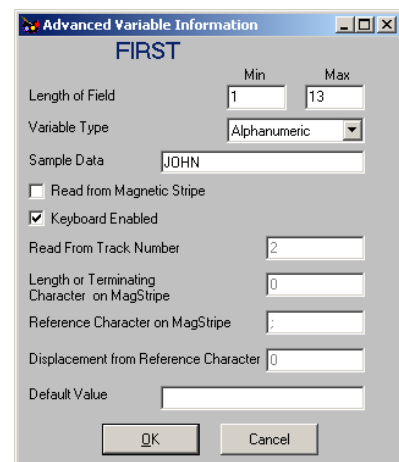 Advanced Variable Information
FIRST
Min Max
Length of Field 1 13
Variable Type Alphanumeric
Sample Data JOHN
Read from Magnetic Stripe
Keyboard Enabled
Read From Track Number 2
Length or Terminating
Character on MagStripe 0
Reference Character on MagStripe ;
Displacement from Reference Character 0
Default Value
OK Cancel